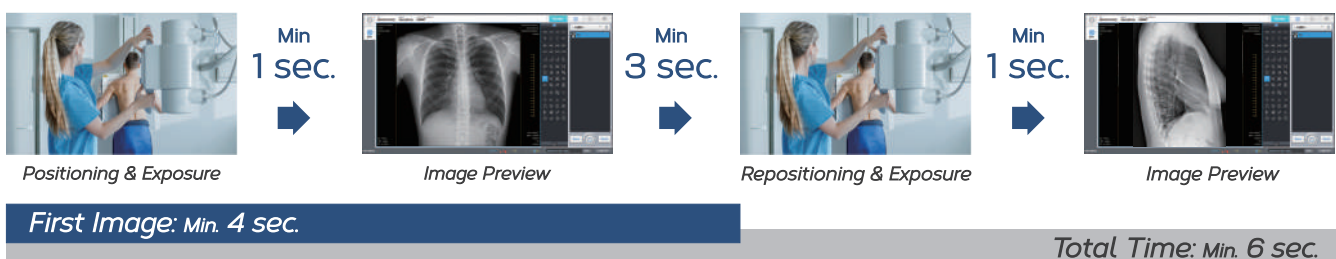 Min
1 sec.
Min
3 sec.
Min
1 sec.
Positioning & Exposure
Image Preview
Repositioning & Exposure
Image Preview
First Image: Min. 4 sec.
Total Time: Min. 6 sec.